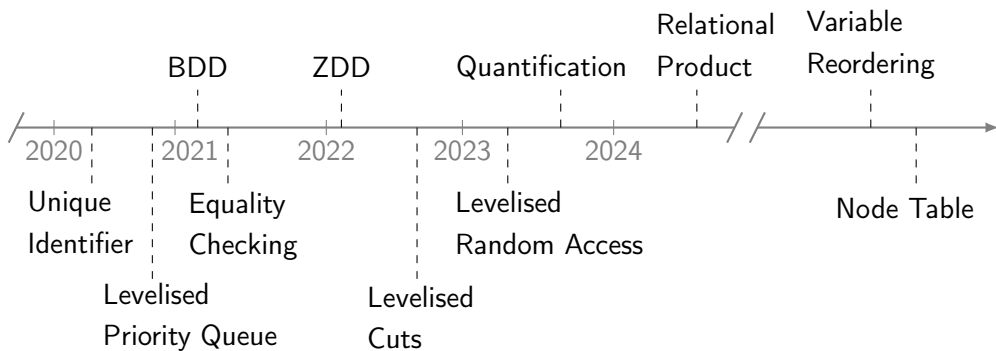 Relational
Product
Variable
Reordering
BDD
ZDD
Quantification
2020
2021
2022
2023
2024
Unique
Identifier
Equality
Checking
Levelised
Random Access
Node Table
Levelised
Priority Queue
Levelised
Cuts